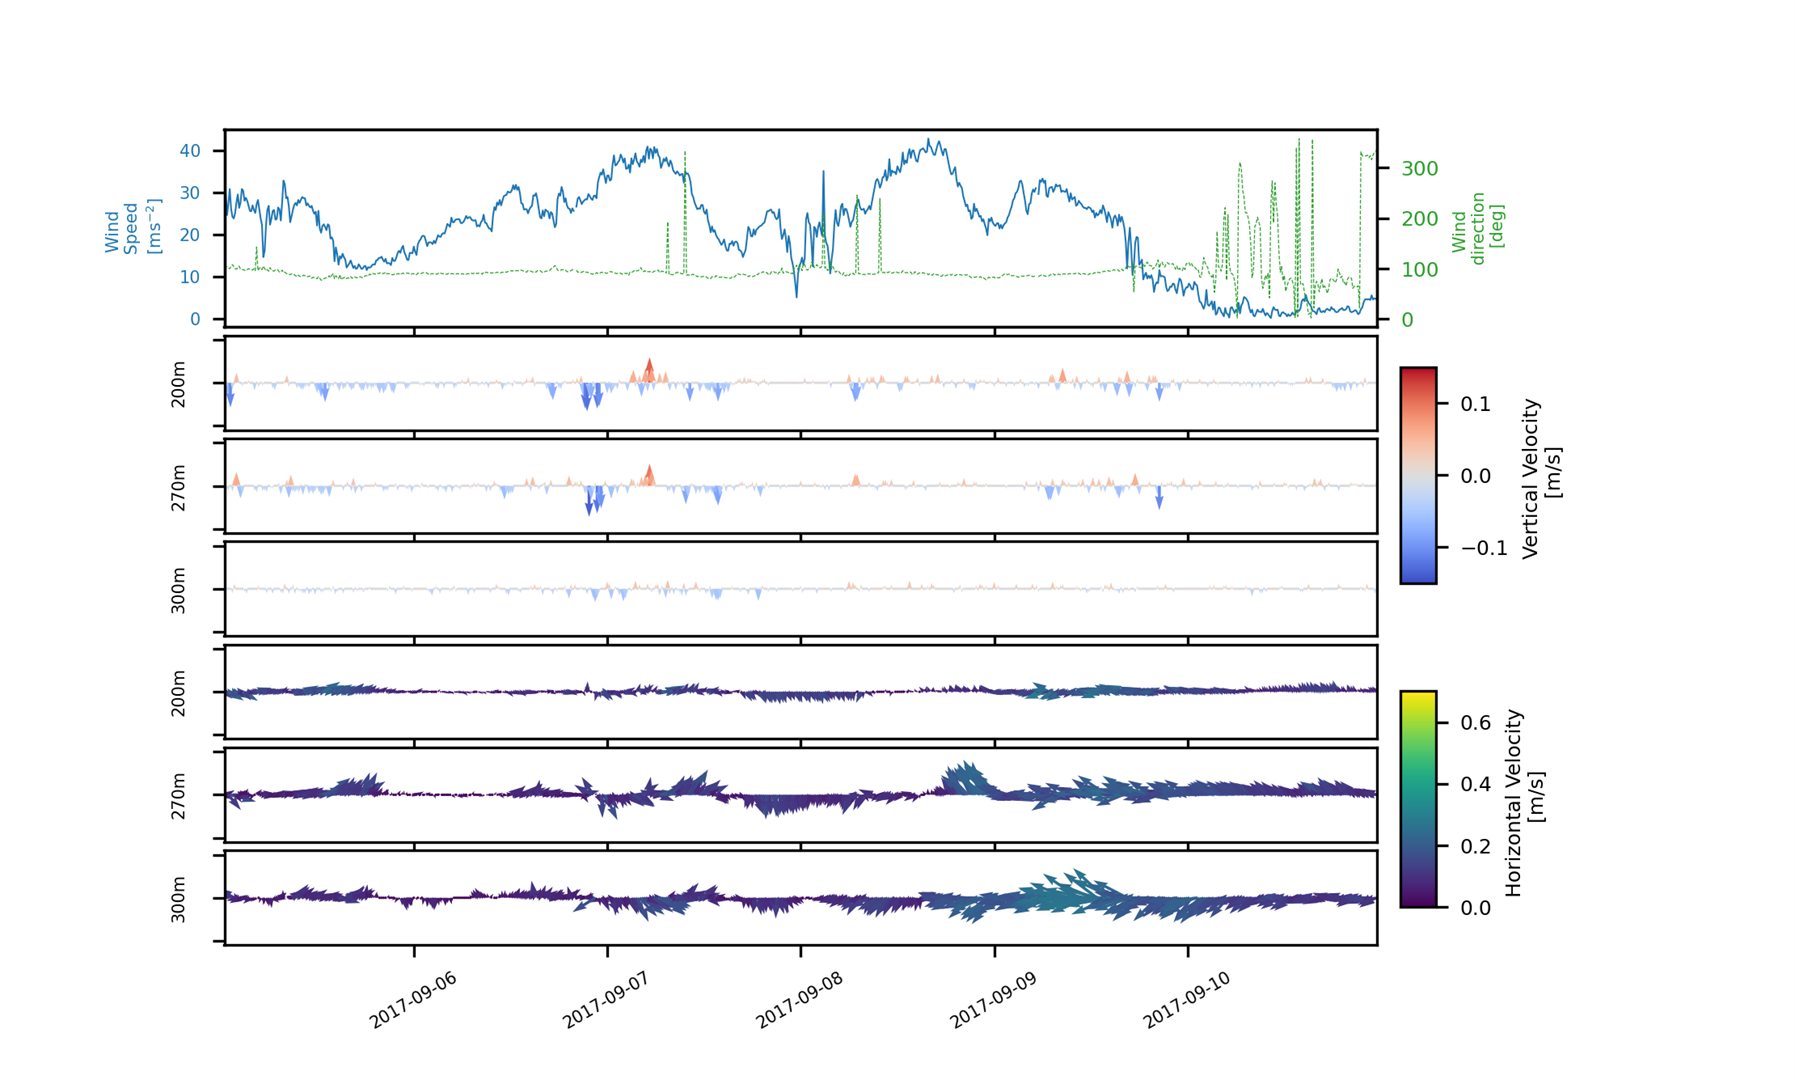 Wind
Speed
[ms⁻²]
40
30
20
10
0
300
200
100
0
Wind
direction
[deg]
200m
270m
300m
0.1
0.0
−0.1
Vertical Velocity
[m/s]
200m
270m
300m
0.6
0.4
0.2
0.0
Horizontal Velocity
[m/s]
2017-09-06
2017-09-07
2017-09-08
2017-09-09
2017-09-10